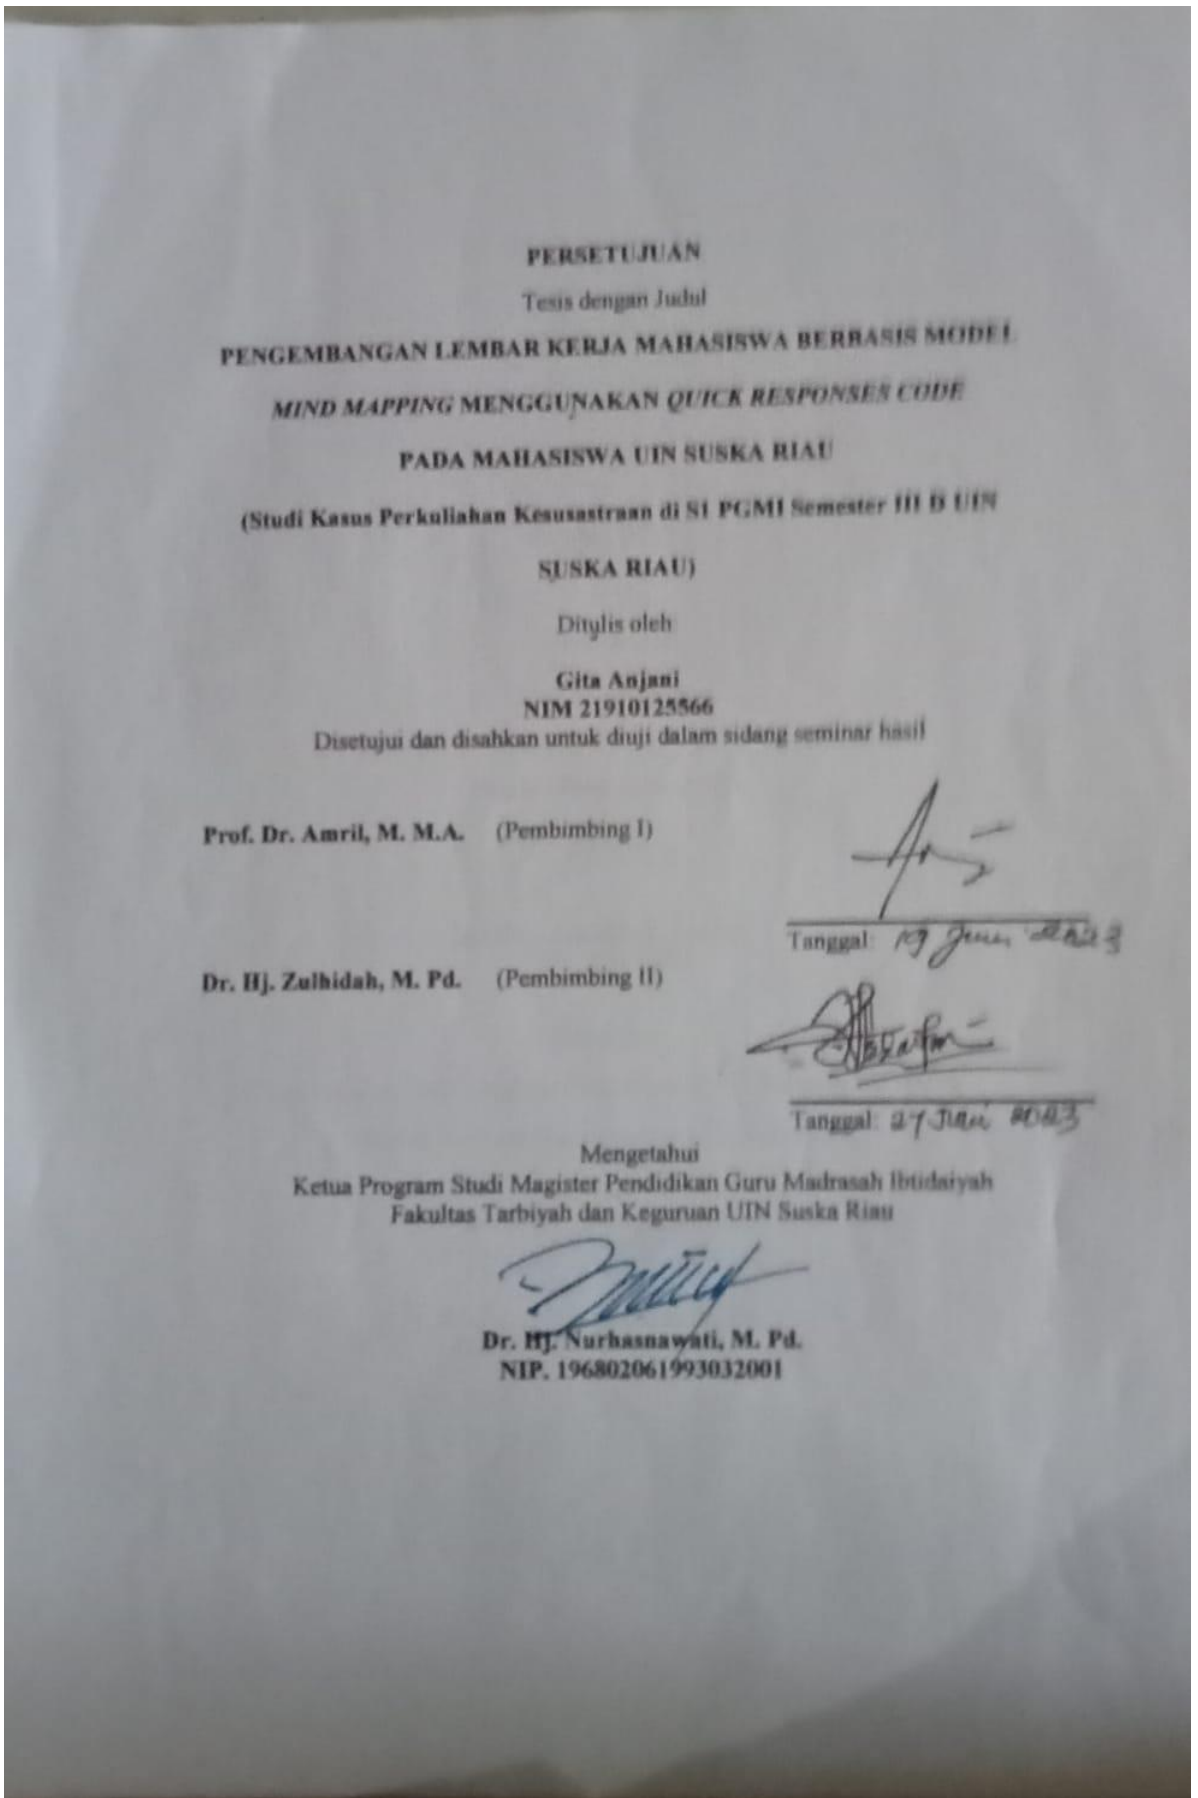 PERSETUJUAN
Tesis dengan Judul
PENGEMBANGAN LEMBAR KERJA MAHASISWA BERBASIS MODEL
MIND MAPPING MENGGUNAKAN QUICK RESPONSES CODE
PADA MAHASISWA UIN SUSKA RIAU
(Studi Kasus Perkuliahan Kesusastraan di S1 PGMI Semester III D UIN
SUSKA RIAU)
Ditulis oleh
Gita Anjani
NIM 21910125566
Disetujui dan disahkan untuk diuji dalam sidang seminar hasil
Prof. Dr. Amril, M. M.A. (Pembimbing I)
Tanggal: 19 2023
Dr. Hj. Zulhidah, M. Pd. (Pembimbing II)
Tanggal: 27 2023
Mengetahui
Ketua Program Studi Magister Pendidikan Guru Madrasah Ibtidaiyah
Fakultas Tarbiyah dan Keguruan UIN Suska Riau
Dr. Hj. Nurhasnawati, M. Pd.
NIP. 196802061993032001